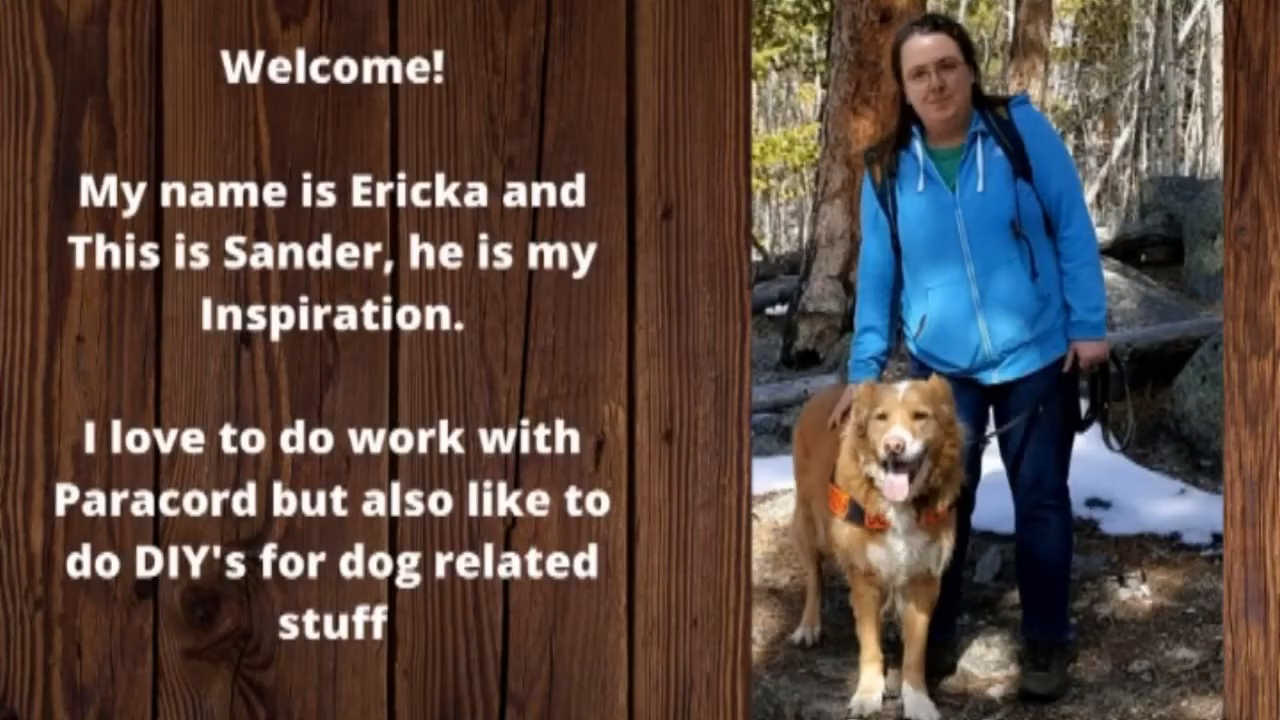 Welcome!
My name is Ericka and
This is Sander, he is my
Inspiration.
I love to do work with
Paracord but also like to
do DIY's for dog related
stuff